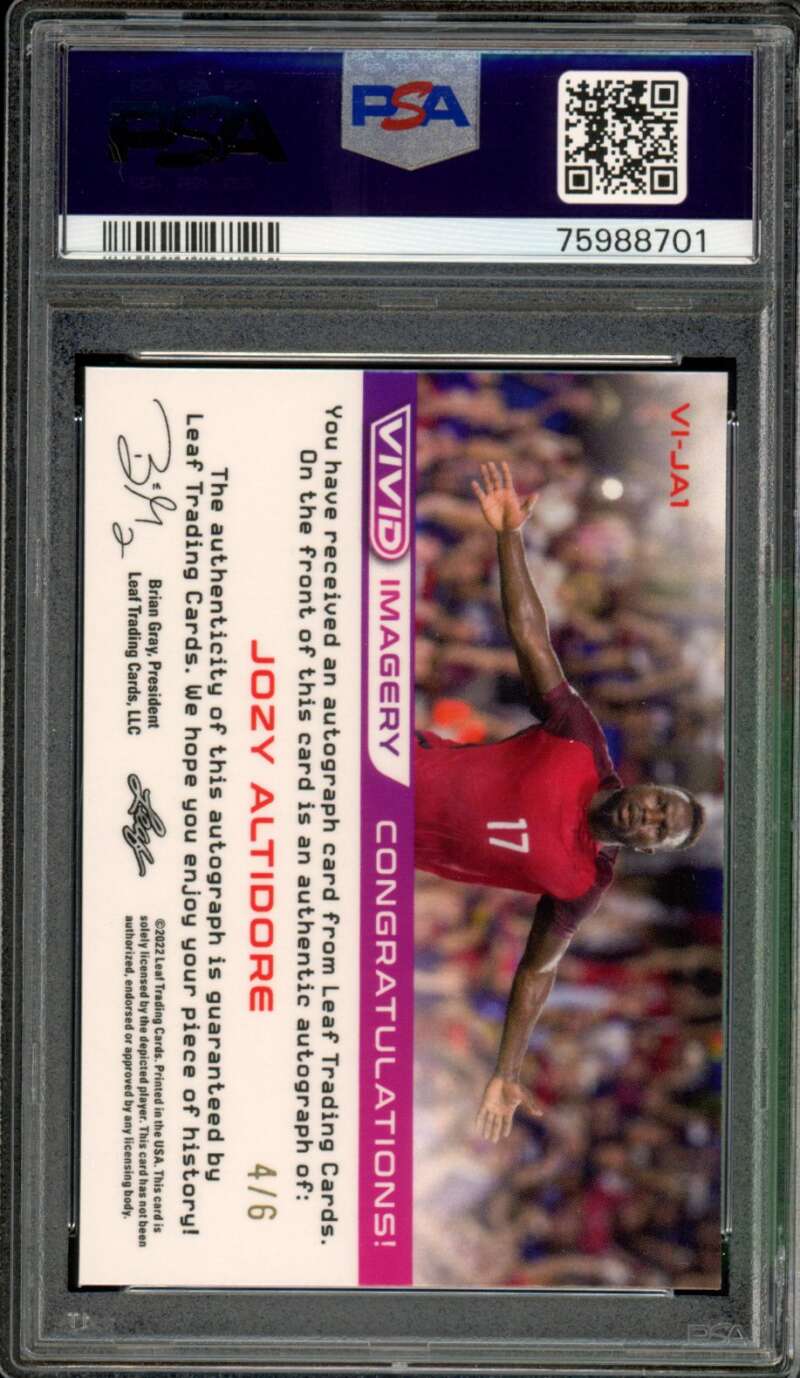 PSA
PSA
75988701
VI-JA1
17
VIVID IMAGERY CONGRATULATIONS!
You have received an autograph card from Leaf Trading Cards.
On the front of this card is an authentic autograph of:
JOZY ALTIDORE
4/6
The authenticity of this autograph is guaranteed by
Leaf Trading Cards. We hope you enjoy your piece of history!
Brian Gray, President
Leaf Trading Cards, LLC
Leaf
©2022 Leaf Trading Cards. Printed in the USA. This card is
solely licensed by the depicted player. This card has not been
authorized, endorsed or approved by any licensing body.
PSA